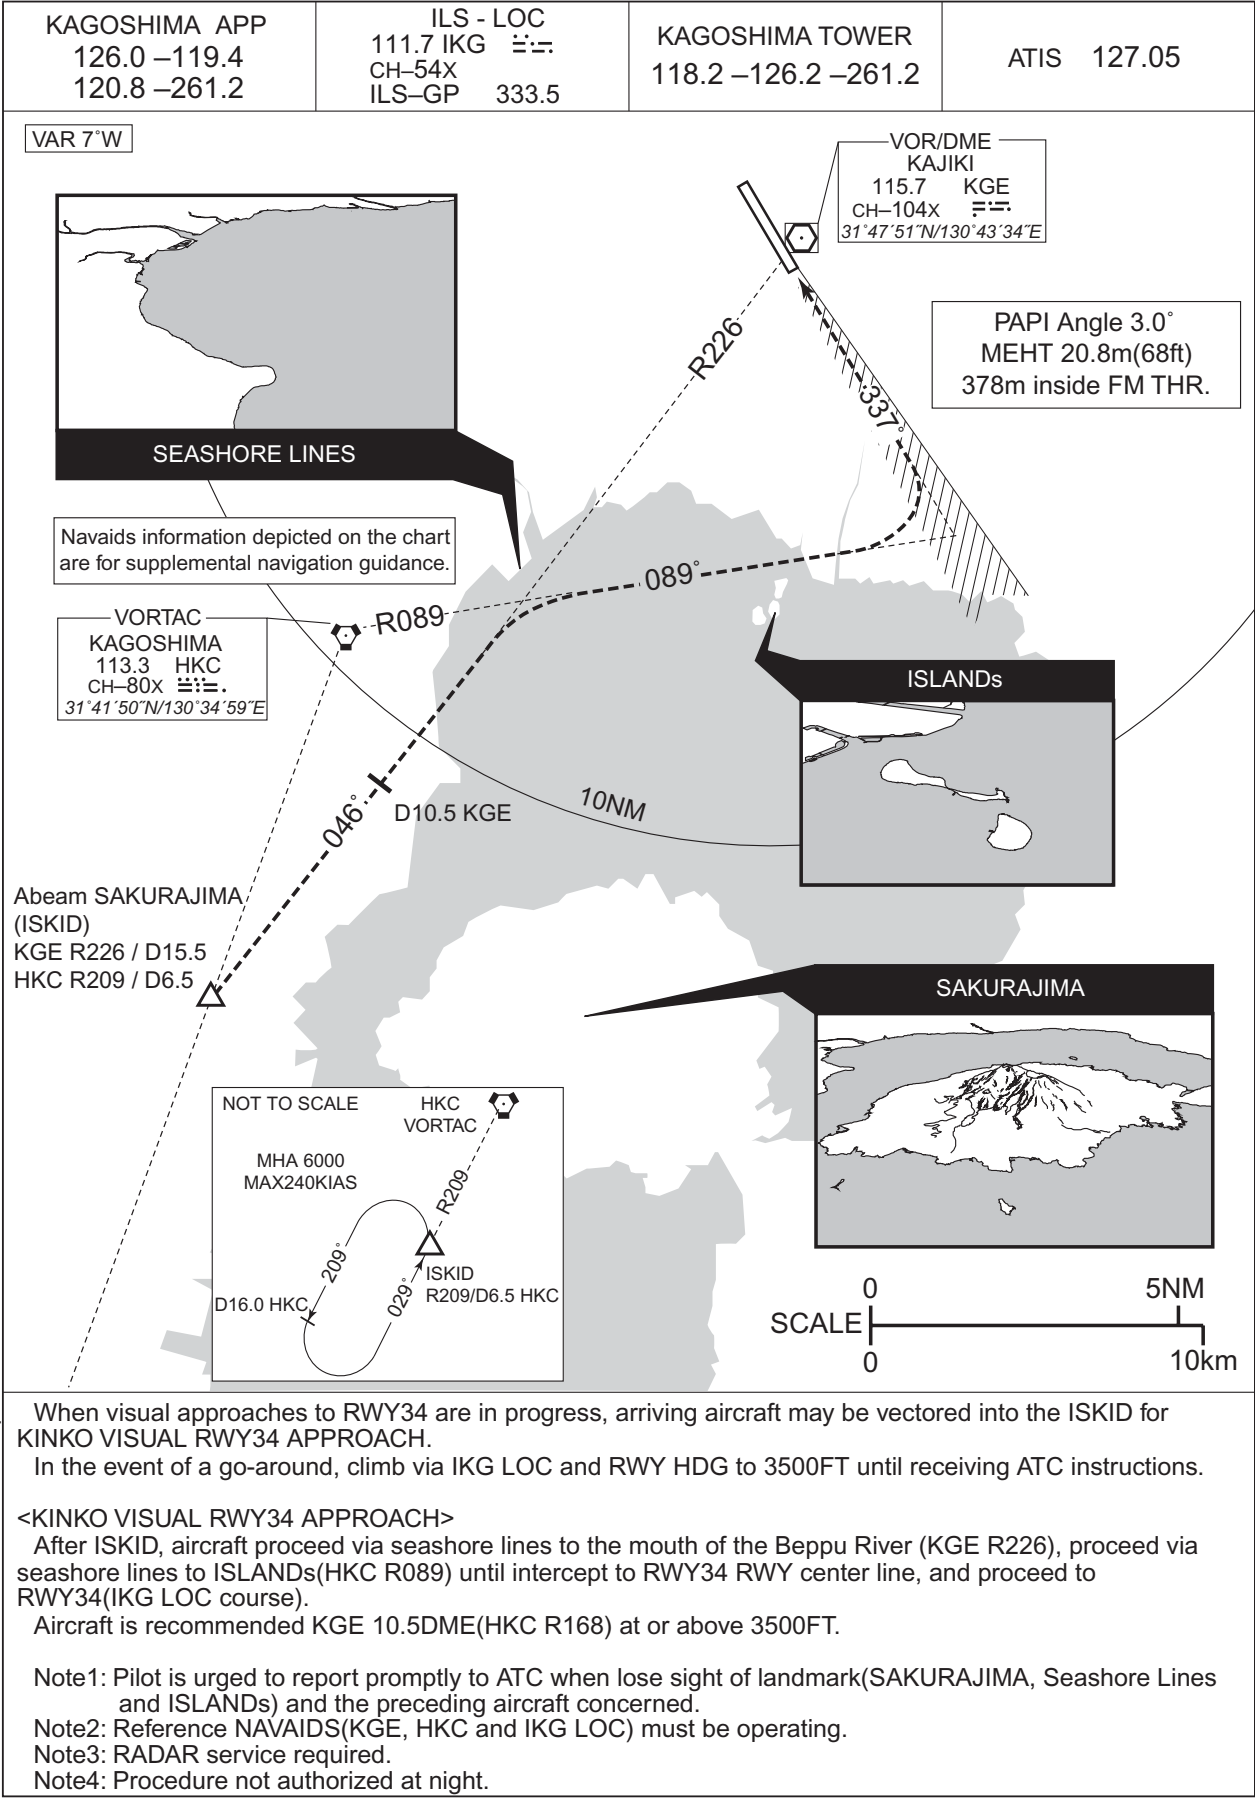 KAGOSHIMA APP
126.0 –119.4
120.8 –261.2
ILS - LOC
111.7 IKG
CH–54X
ILS–GP 333.5
KAGOSHIMA TOWER
118.2 –126.2 –261.2
ATIS 127.05
VAR 7˚W
VOR/DME
KAJIKI
115.7 KGE
CH–104X
31˚47´51˝N/130˚43´34˝E
PAPI Angle 3.0˚
MEHT 20.8m(68ft)
378m inside FM THR.
R226
337˚
SEASHORE LINES
Navaids information depicted on the chart
are for supplemental navigation guidance.
089˚
R089
VORTAC
KAGOSHIMA
113.3 HKC
CH–80X
31˚41´50˝N/130˚34´59˝E
ISLANDs
10NM
D10.5 KGE
046˚
Abeam SAKURAJIMA
(ISKID)
KGE R226 / D15.5
HKC R209 / D6.5
SAKURAJIMA
NOT TO SCALE
HKC
VORTAC
MHA 6000
MAX240KIAS
R209
209˚
029˚
ISKID
R209/D6.5 HKC
D16.0 HKC
0 5NM
SCALE
0 10km
When visual approaches to RWY34 are in progress, arriving aircraft may be vectored into the ISKID for
KINKO VISUAL RWY34 APPROACH.
In the event of a go-around, climb via IKG LOC and RWY HDG to 3500FT until receiving ATC instructions.
<KINKO VISUAL RWY34 APPROACH>
After ISKID, aircraft proceed via seashore lines to the mouth of the Beppu River (KGE R226), proceed via
seashore lines to ISLANDs(HKC R089) until intercept to RWY34 RWY center line, and proceed to
RWY34(IKG LOC course).
Aircraft is recommended KGE 10.5DME(HKC R168) at or above 3500FT.
Note1: Pilot is urged to report promptly to ATC when lose sight of landmark(SAKURAJIMA, Seashore Lines
and ISLANDs) and the preceding aircraft concerned.
Note2: Reference NAVAIDS(KGE, HKC and IKG LOC) must be operating.
Note3: RADAR service required.
Note4: Procedure not authorized at night.